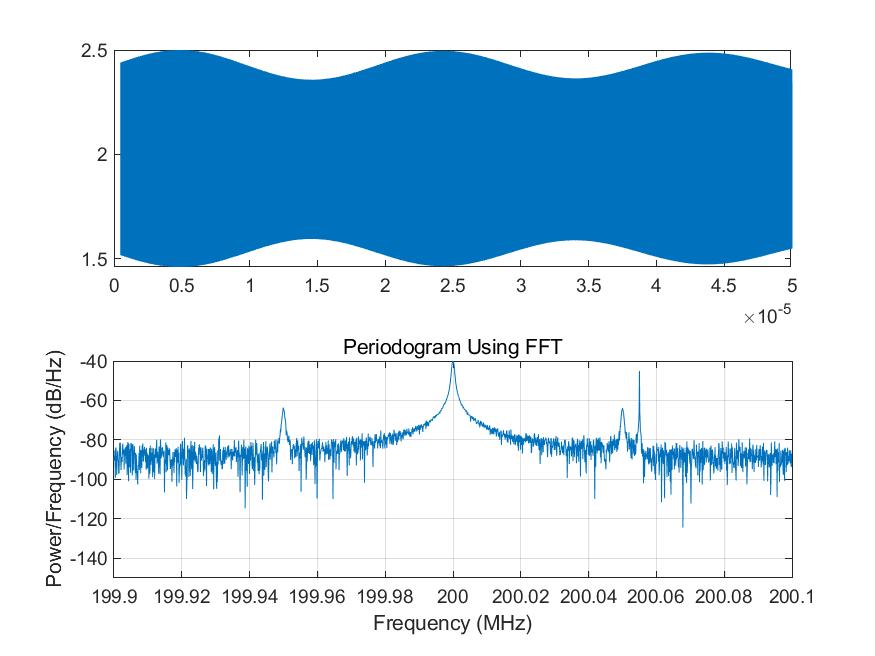 2.5
2
1.5
0 0.5 1 1.5 2 2.5 3 3.5 4 4.5 5
×10-5
Periodogram Using FFT
Power/Frequency (dB/Hz)
-40
-60
-80
-100
-120
-140
199.9 199.92 199.94 199.96 199.98 200 200.02 200.04 200.06 200.08 200.1
Frequency (MHz)